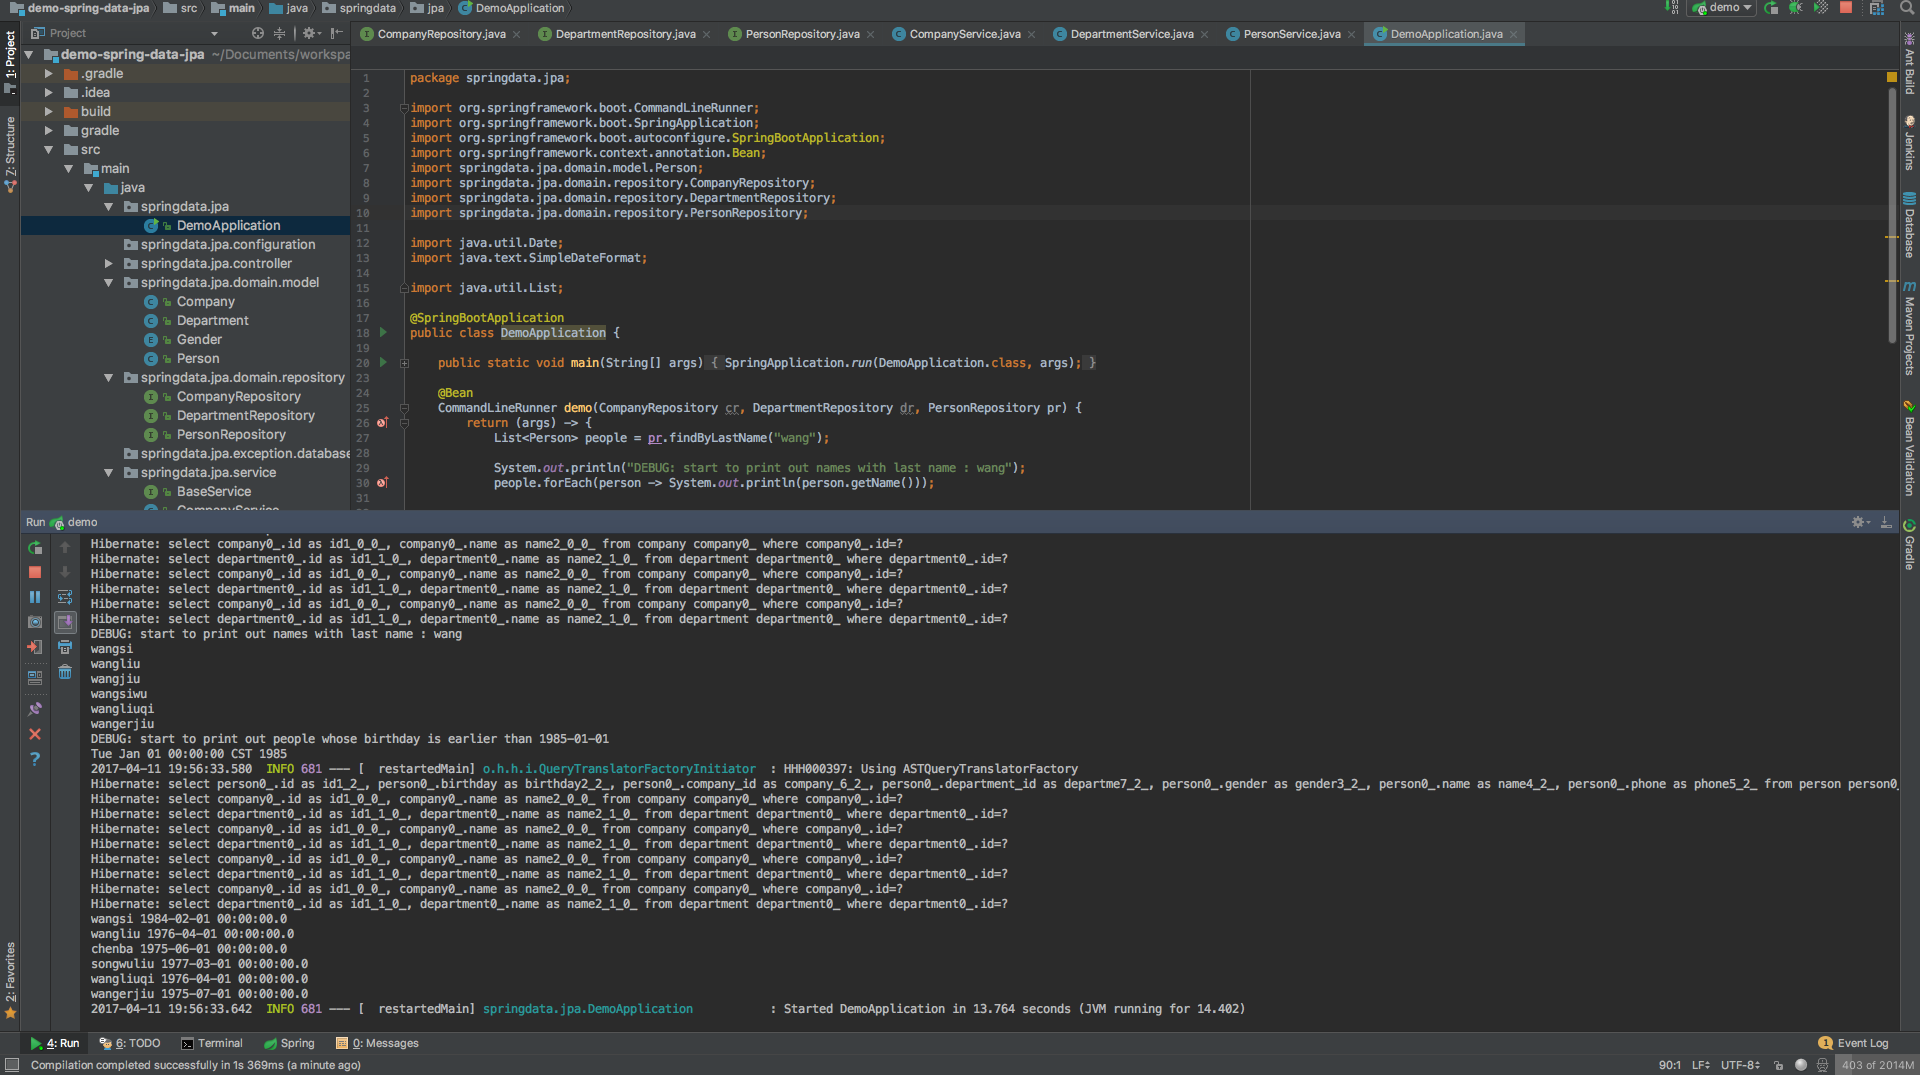 demo-spring-data-jpa src main java springdata jpa DemoApplication
demo
Project
CompanyRepository.java DepartmentRepository.java PersonRepository.java CompanyService.java DepartmentService.java PersonService.java DemoApplication.java
1: Project
Z: Structure
2: Favorites
demo-spring-data-jpa ~/Documents/workspa
.gradle
.idea
build
gradle
src
main
java
springdata.jpa
DemoApplication
springdata.jpa.configuration
springdata.jpa.controller
springdata.jpa.domain.model
Company
Department
Gender
Person
springdata.jpa.domain.repository
CompanyRepository
DepartmentRepository
PersonRepository
springdata.jpa.exception.database
springdata.jpa.service
BaseService
CompanyService
1 package springdata.jpa;
2
3 import org.springframework.boot.CommandLineRunner;
4 import org.springframework.boot.SpringApplication;
5 import org.springframework.boot.autoconfigure.SpringBootApplication;
6 import org.springframework.context.annotation.Bean;
7 import springdata.jpa.domain.model.Person;
8 import springdata.jpa.domain.repository.CompanyRepository;
9 import springdata.jpa.domain.repository.DepartmentRepository;
10 import springdata.jpa.domain.repository.PersonRepository;
11
12 import java.util.Date;
13 import java.text.SimpleDateFormat;
14
15 import java.util.List;
16
17 @SpringBootApplication
18 public class DemoApplication {
19
20 public static void main(String[] args) { SpringApplication.run(DemoApplication.class, args); }
23
24 @Bean
25 CommandLineRunner demo(CompanyRepository cr, DepartmentRepository dr, PersonRepository pr) {
26 return (args) -> {
27 List<Person> people = pr.findByLastName("wang");
28
29 System.out.println("DEBUG: start to print out names with last name : wang");
30 people.forEach(person -> System.out.println(person.getName()));
31
Ant Build
Jenkins
Database
Maven Projects
Bean Validation
Gradle
Run demo
Hibernate: select company0_.id as id1_0_0_, company0_.name as name2_0_0_ from company company0_ where company0_.id=?
Hibernate: select department0_.id as id1_1_0_, department0_.name as name2_1_0_ from department department0_ where department0_.id=?
Hibernate: select company0_.id as id1_0_0_, company0_.name as name2_0_0_ from company company0_ where company0_.id=?
Hibernate: select department0_.id as id1_1_0_, department0_.name as name2_1_0_ from department department0_ where department0_.id=?
Hibernate: select company0_.id as id1_0_0_, company0_.name as name2_0_0_ from company company0_ where company0_.id=?
Hibernate: select department0_.id as id1_1_0_, department0_.name as name2_1_0_ from department department0_ where department0_.id=?
DEBUG: start to print out names with last name : wang
wangsi
wangliu
wangjiu
wangsiwu
wangliuqi
wangerjiu
DEBUG: start to print out people whose birthday is earlier than 1985-01-01
Tue Jan 01 00:00:00 CST 1985
2017-04-11 19:56:33.580 INFO 681 --- [ restartedMain] o.h.h.i.QueryTranslatorFactoryInitiator : HHH000397: Using ASTQueryTranslatorFactory
Hibernate: select person0_.id as id1_2_, person0_.birthday as birthday2_2_, person0_.company_id as company_6_2_, person0_.department_id as departme7_2_, person0_.gender as gender3_2_, person0_.name as name4_2_, person0_.phone as phone5_2_ from person person0_
Hibernate: select company0_.id as id1_0_0_, company0_.name as name2_0_0_ from company company0_ where company0_.id=?
Hibernate: select department0_.id as id1_1_0_, department0_.name as name2_1_0_ from department department0_ where department0_.id=?
Hibernate: select company0_.id as id1_0_0_, company0_.name as name2_0_0_ from company company0_ where company0_.id=?
Hibernate: select department0_.id as id1_1_0_, department0_.name as name2_1_0_ from department department0_ where department0_.id=?
Hibernate: select company0_.id as id1_0_0_, company0_.name as name2_0_0_ from company company0_ where company0_.id=?
Hibernate: select department0_.id as id1_1_0_, department0_.name as name2_1_0_ from department department0_ where department0_.id=?
Hibernate: select company0_.id as id1_0_0_, company0_.name as name2_0_0_ from company company0_ where company0_.id=?
Hibernate: select department0_.id as id1_1_0_, department0_.name as name2_1_0_ from department department0_ where department0_.id=?
wangsi 1984-02-01 00:00:00.0
wangliu 1976-04-01 00:00:00.0
chenba 1975-06-01 00:00:00.0
songwuliu 1977-03-01 00:00:00.0
wangliuqi 1976-04-01 00:00:00.0
wangerjiu 1975-07-01 00:00:00.0
2017-04-11 19:56:33.642 INFO 681 --- [ restartedMain] springdata.jpa.DemoApplication : Started DemoApplication in 13.764 seconds (JVM running for 14.402)
4: Run 6: TODO Terminal Spring 0: Messages 1 Event Log
Compilation completed successfully in 1s 369ms (a minute ago) 90:1 LF UTF-8 403 of 2014M